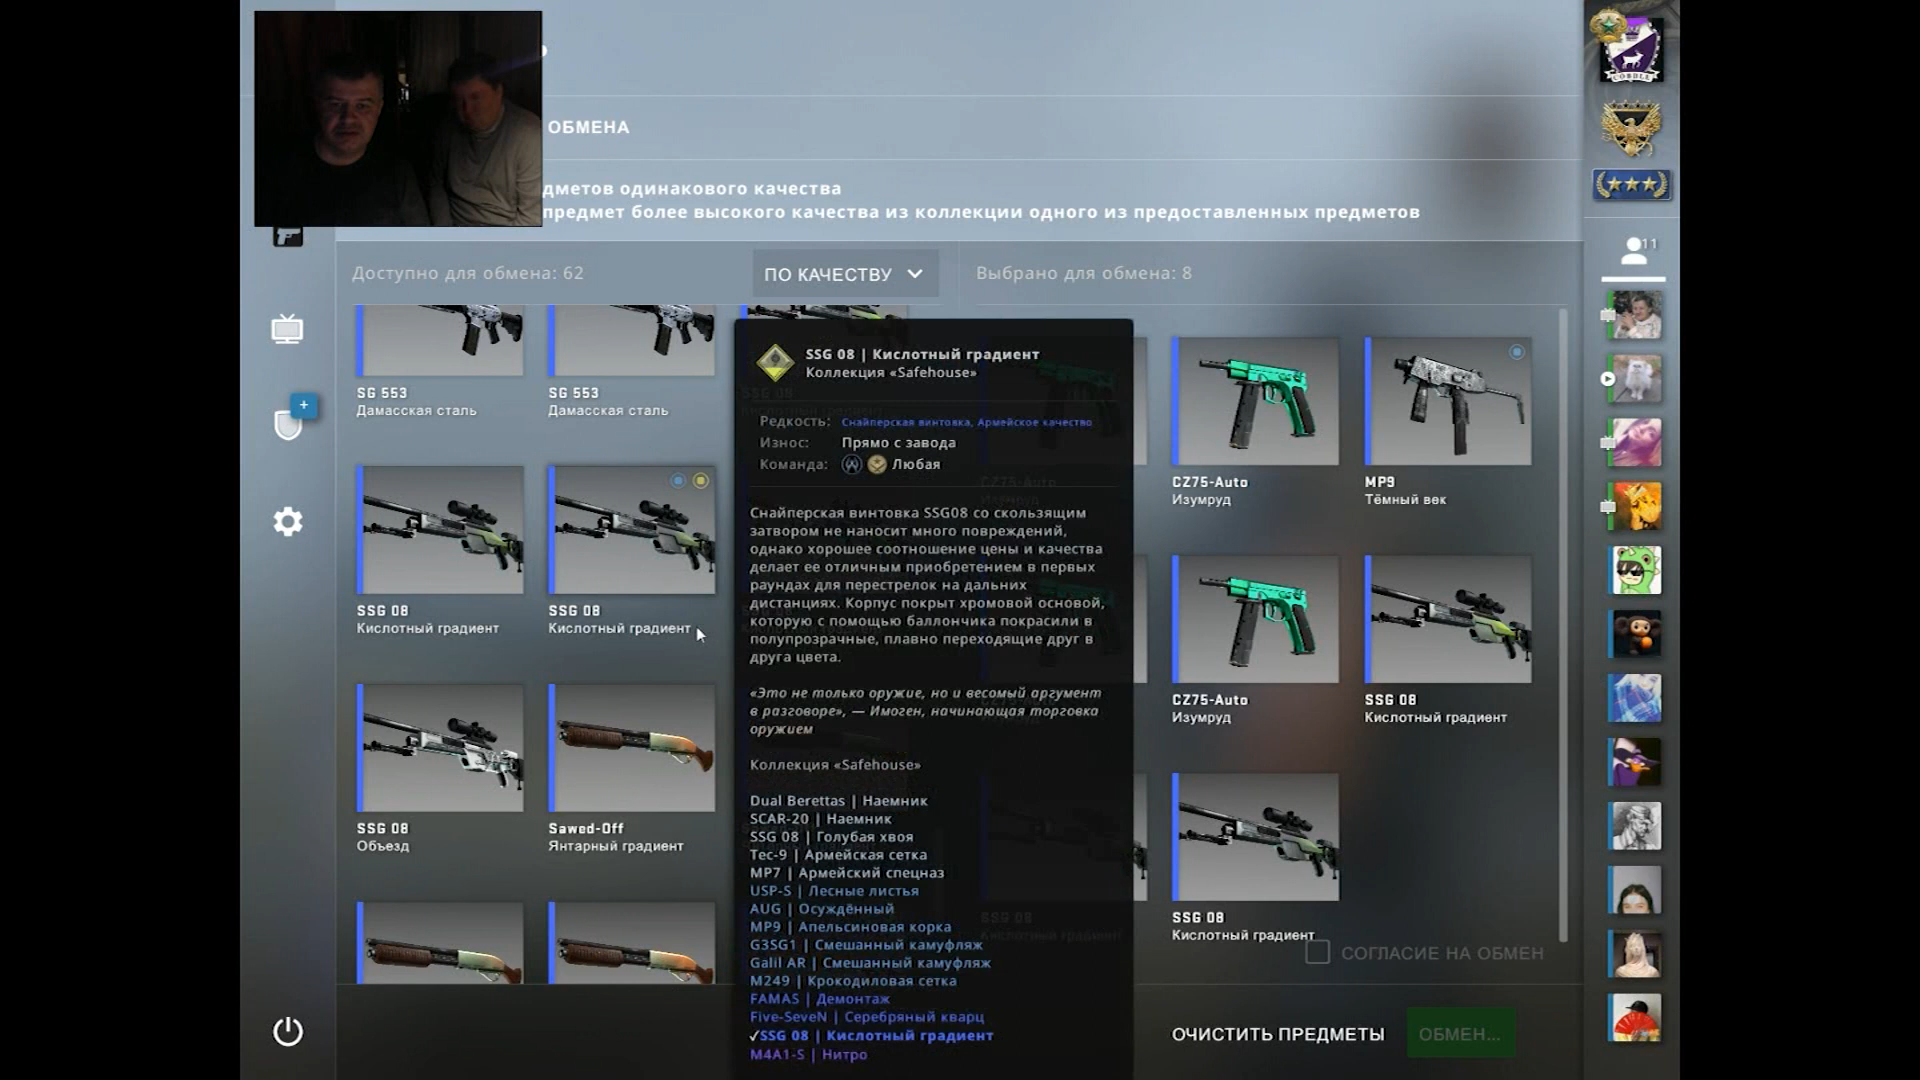 ОБМЕНА
дметов одинакового качества
предмет более высокого качества из коллекции одного из предоставленных предметов
Доступно для обмена: 62
ПО КАЧЕСТВУ
Выбрано для обмена: 8
11
SG 553
Дамасская сталь
SG 553
Дамасская сталь
SSG 08
Кислотный градиент
SSG 08
Кислотный градиент
SSG 08
Объезд
Sawed-Off
Янтарный градиент
SSG 08 | Кислотный градиент
Коллекция «Safehouse»
Редкость: Снайперская винтовка, Армейское качество
Износ: Прямо с завода
Команда: Любая
Снайперская винтовка SSG08 со скользящим
затвором не наносит много повреждений,
однако хорошее соотношение цены и качества
делает ее отличным приобретением в первых
раундах для перестрелок на дальних
дистанциях. Корпус покрыт хромовой основой,
которую с помощью баллончика покрасили в
полупрозрачные, плавно переходящие друг в
друга цвета.
«Это не только оружие, но и весомый аргумент
в разговоре», — Имоген, начинающая торговка
оружием
Коллекция «Safehouse»
Dual Berettas | Наемник
SCAR-20 | Наемник
SSG 08 | Голубая хвоя
Tec-9 | Армейская сетка
MP7 | Армейский спецназ
USP-S | Лесные листья
AUG | Осуждённый
MP9 | Апельсиновая корка
G3SG1 | Смешанный камуфляж
Galil AR | Смешанный камуфляж
M249 | Крокодиловая сетка
FAMAS | Демонтаж
Five-SeveN | Серебряный кварц
✓SSG 08 | Кислотный градиент
M4A1-S | Нитро
CZ75-Auto
Изумруд
MP9
Тёмный век
CZ75-Auto
Изумруд
SSG 08
Кислотный градиент
SSG 08
Кислотный градиент
СОГЛАСИЕ НА ОБМЕН
ОЧИСТИТЬ ПРЕДМЕТЫ
ОБМЕН...